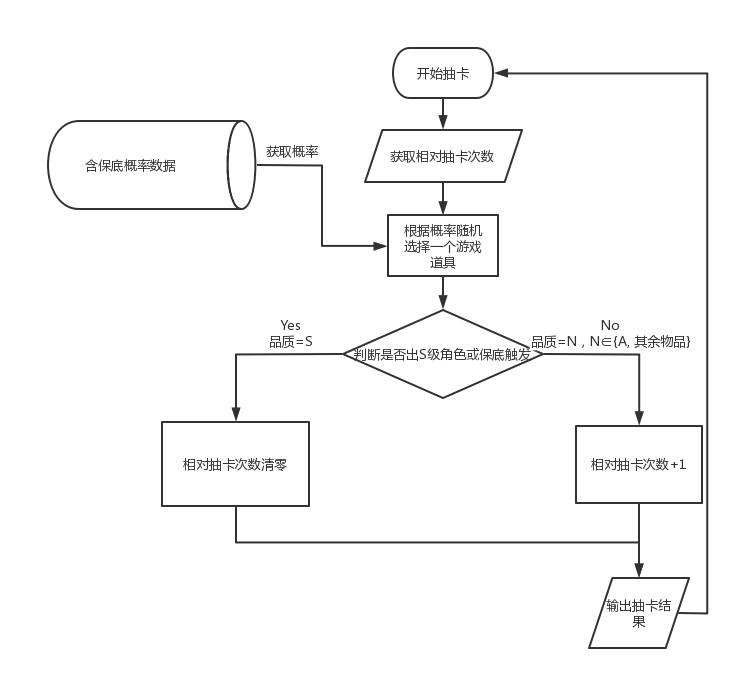 开始抽卡
获取相对抽卡次数
获取概率
含保底概率数据
根据概率随机
选择一个游戏
道具
Yes
品质=S
No
品质=N，N∈{A, 其余物品}
判断是否出S级角色或保底触发
相对抽卡次数清零
相对抽卡次数+1
输出抽卡结
果